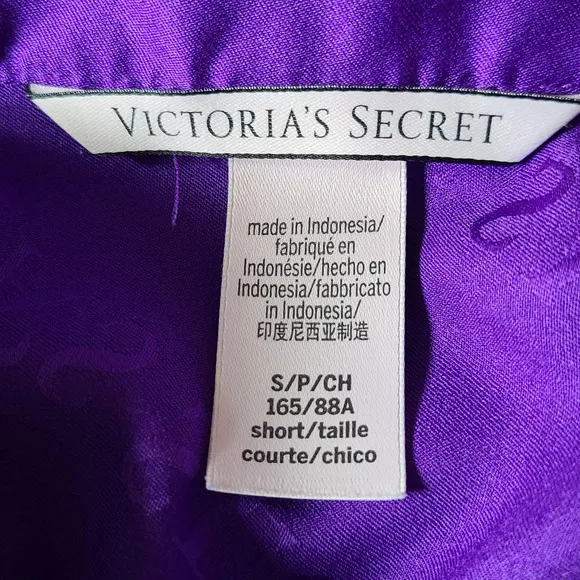 VICTORIA'S SECRET
made in Indonesia/
fabriqué en
Indonésie/hecho en
Indonesia/fabbricato
in Indonesia/
印度尼西亚制造
S/P/CH
165/88A
short/taille
courte/chico